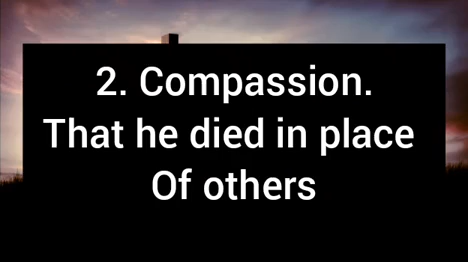 2. Compassion.
That he died in place
Of others